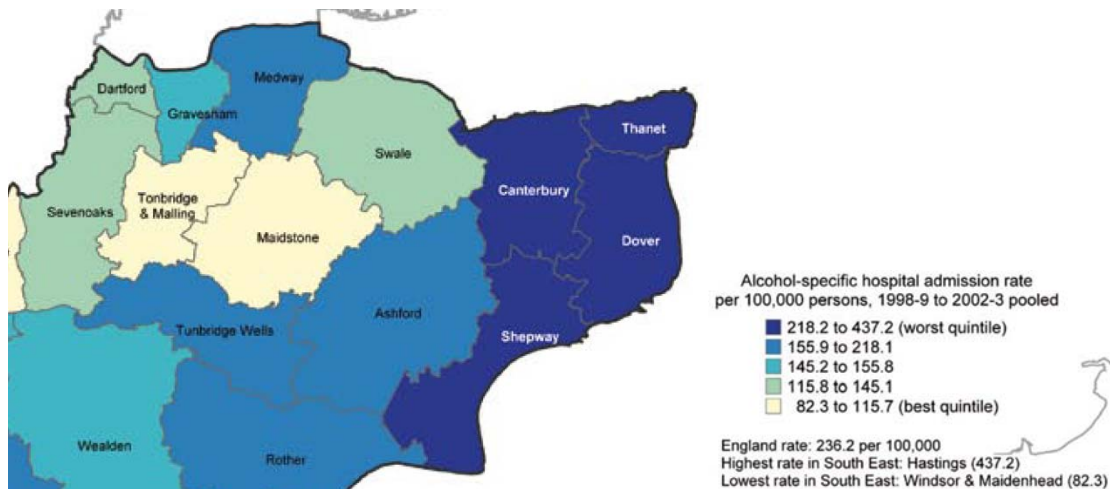 Dartford
Medway
Gravesham
Thanet
Swale
Canterbury
Tonbridge
& Malling
Sevenoaks
Maidstone
Dover
Ashford
Tunbridge Wells
Shepway
Wealden
Rother
Alcohol-specific hospital admission rate
per 100,000 persons, 1998-9 to 2002-3 pooled
218.2 to 437.2 (worst quintile)
155.9 to 218.1
145.2 to 155.8
115.8 to 145.1
82.3 to 115.7 (best quintile)
England rate: 236.2 per 100,000
Highest rate in South East: Hastings (437.2)
Lowest rate in South East: Windsor & Maidenhead (82.3)